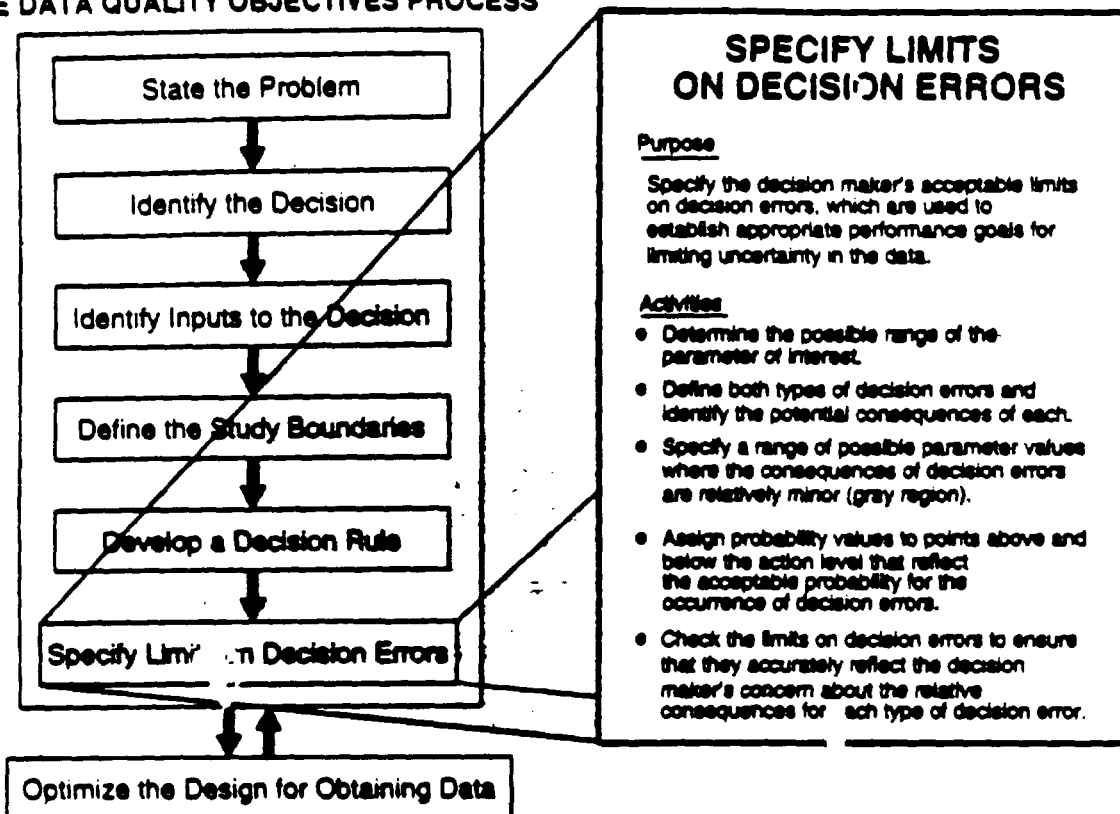 E DATA QUALITY OBJECTIVES PROCESS
State the Problem
Identify the Decision
Identify Inputs to the Decision
Define the Study Boundaries
Develop a Decision Rule
Specify Limi n Decision Errors
Optimize the Design for Obtaining Data
SPECIFY LIMITS
ON DECISION ERRORS
Purpose
Specify the decision maker's acceptable limits
on decision errors, which are used to
establish appropriate performance goals for
limiting uncertainty in the data.
Activities
• Determine the possible range of the
parameter of interest.
• Define both types of decision errors and
identify the potential consequences of each.
• Specify a range of possible parameter values
where the consequences of decision errors
are relatively minor (gray region).
• Assign probability values to points above and
below the action level that reflect
the acceptable probability for the
occurrence of decision errors.
• Check the limits on decision errors to ensure
that they accurately reflect the decision
maker's concern about the relative
consequences for ach type of decision error.